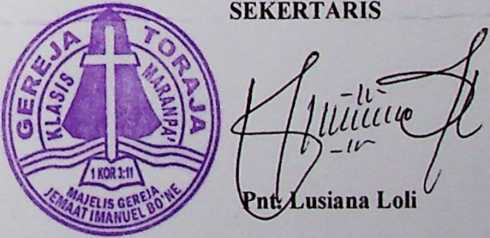 SEKERTARIS
GEREJA TORAJA
KLASIS MARANPA'
1 KOR 3:11
MAJELIS GEREJA
JEMAAT IMANUEL BO'NE
Pnt. Lusiana Loli